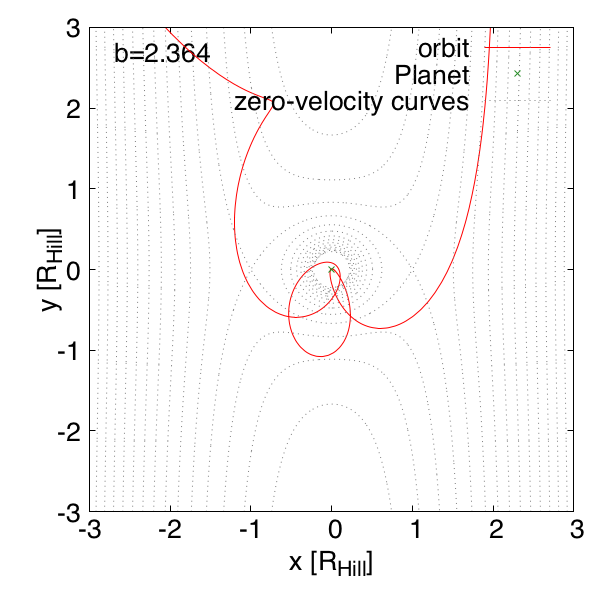 b=2.364
orbit
Planet
zero-velocity curves
3
2
1
0
-1
-2
-3
y [R_Hill]
-3 -2 -1 0 1 2 3
x [R_Hill]